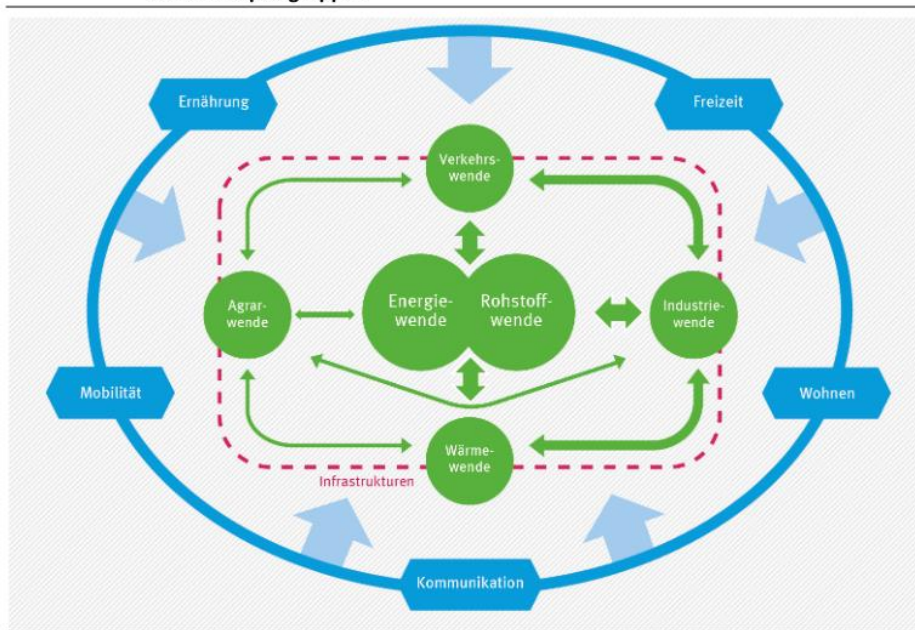 Ernährung
Freizeit
Verkehrs-
wende
Agrar-
wende
Energie-
wende
Rohstoff-
wende
Industrie-
wende
Mobilität
Wohnen
Wärme-
wende
Infrastrukturen
Kommunikation